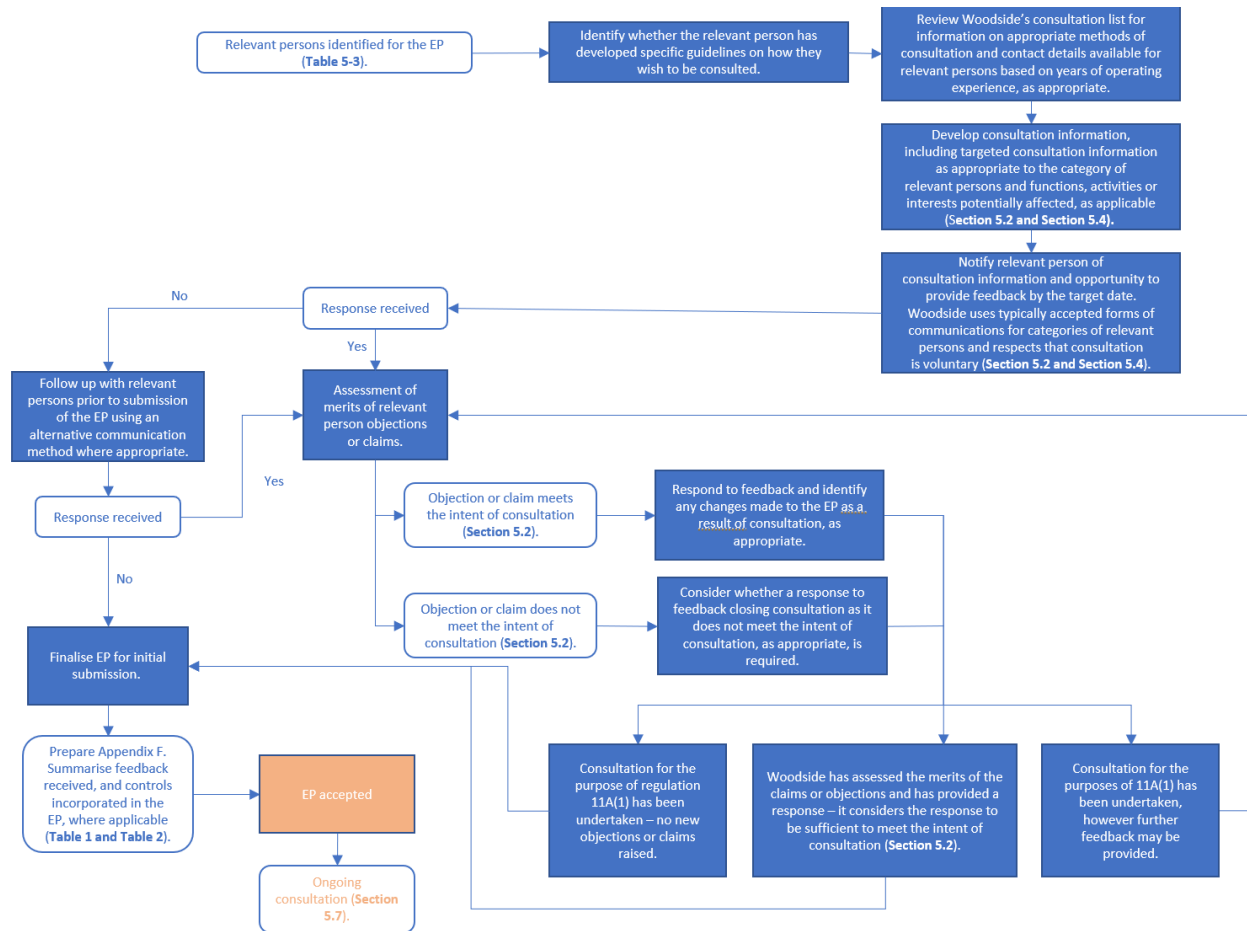 Relevant persons identified for the EP
(Table 5-3).
Identify whether the relevant person has
developed specific guidelines on how they
wish to be consulted.
Review Woodside's consultation list for
information on appropriate methods of
consultation and contact details available for
relevant persons based on years of operating
experience, as appropriate.
Develop consultation information,
including targeted consultation information
as appropriate to the category of
relevant persons and functions, activities or
interests potentially affected, as applicable
(Section 5.2 and Section 5.4).
Notify relevant person of
consultation information and opportunity to
provide feedback by the target date.
Woodside uses typically accepted forms of
communications for categories of relevant
persons and respects that consultation
is voluntary (Section 5.2 and Section 5.4).
Response received
No
Yes
Follow up with relevant
persons prior to submission
of the EP using an
alternative communication
method where appropriate.
Assessment of
merits of relevant
person objections
or claims.
Response received
Yes
No
Objection or claim meets
the intent of consultation
(Section 5.2).
Respond to feedback and identify
any changes made to the EP as a
result of consultation, as
appropriate.
Objection or claim does not
meet the intent of
consultation (Section 5.2).
Consider whether a response to
feedback closing consultation as it
does not meet the intent of
consultation, as appropriate, is
required.
Finalise EP for initial
submission.
Prepare Appendix F.
Summarise feedback
received, and controls
incorporated in the
EP, where applicable
(Table 1 and Table 2).
EP accepted
Ongoing
consultation (Section
5.7).
Consultation for the
purpose of regulation
11A(1) has been
undertaken – no new
objections or claims
raised.
Woodside has assessed the merits of the
claims or objections and has provided a
response – it considers the response to
be sufficient to meet the intent of
consultation (Section 5.2).
Consultation for the
purposes of 11A(1) has
been undertaken,
however further
feedback may be
provided.